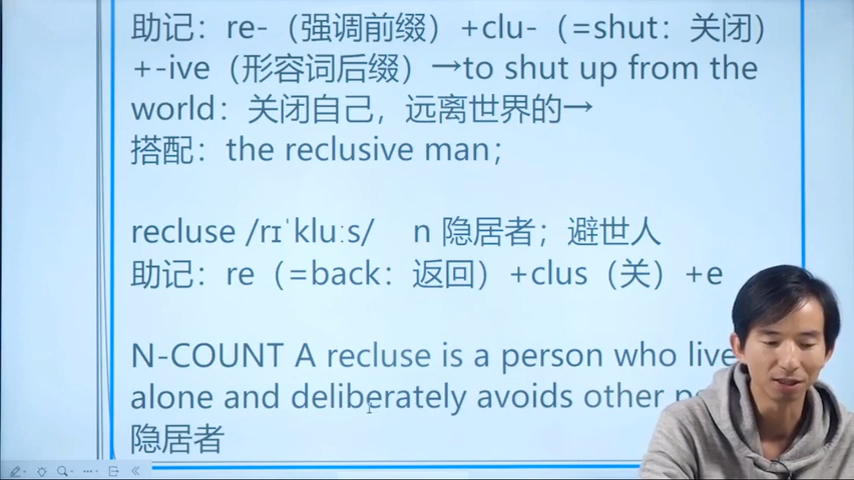 助记：re-（强调前缀）+clu-（=shut：关闭）
+-ive（形容词后缀）→to shut up from the
world：关闭自己，远离世界的→
搭配：the reclusive man；
recluse /rɪˈkluːs/ n 隐居者；避世人
助记：re（=back：返回）+clus（关）+e
N-COUNT A recluse is a person who live
alone and deliberately avoids other
隐居者